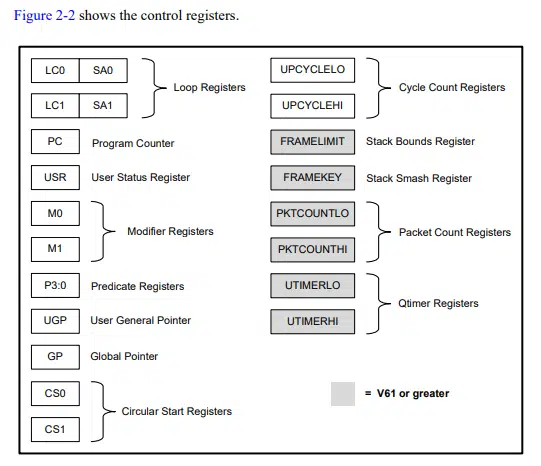 Figure 2-2 shows the control registers.
LC0 SA0
LC1 SA1
Loop Registers
PC Program Counter
USR User Status Register
M0
M1
Modifier Registers
P3:0 Predicate Registers
UGP User General Pointer
GP Global Pointer
CS0
CS1
Circular Start Registers
UPCYCLELO
UPCYCLEHI
Cycle Count Registers
FRAMELIMIT Stack Bounds Register
FRAMEKEY Stack Smash Register
PKTCOUNTLO
PKTCOUNTHI
Packet Count Registers
UTIMERLO
UTIMERHI
Qtimer Registers
= V61 or greater